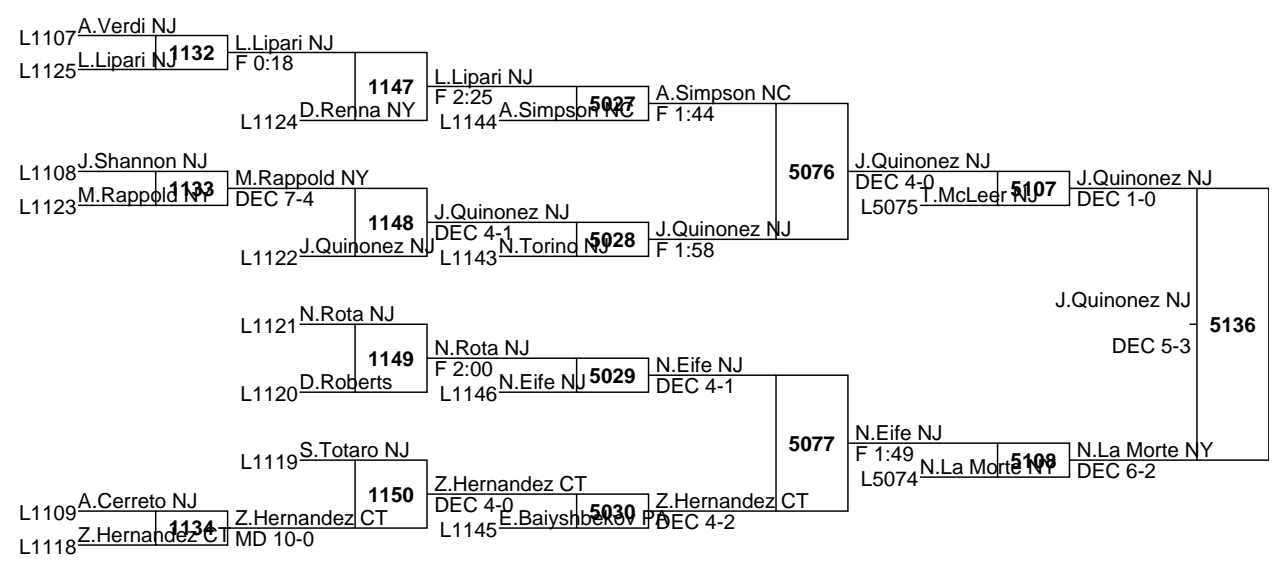 A.Verdi NJ
L1107
1132
L.Lipari NJ
L1125
L.Lipari NJ
F 0:18
1147
L.Lipari NJ
F 2:25
L1124
D.Renna NY
5027
A.Simpson NC
L1144
A.Simpson NC
F 1:44
J.Shannon NJ
L1108
1133
M.Rappold NY
L1123
M.Rappold NY
DEC 7-4
1148
J.Quinonez NJ
DEC 4-1
L1122
J.Quinonez NJ
5028
J.Quinonez NJ
L1143
N.Torino NJ
F 1:58
5076
J.Quinonez NJ
DEC 4-0
L5075
T.McLeer NJ
5107
J.Quinonez NJ
DEC 1-0
L1121
N.Rota NJ
1149
N.Rota NJ
F 2:00
L1120
D.Roberts
L1146
N.Eife NJ
5029
N.Eife NJ
DEC 4-1
J.Quinonez NJ
DEC 5-3
5136
L1119
S.Totaro NJ
1150
Z.Hernandez CT
DEC 4-0
L1109
A.Cerreto NJ
1134
Z.Hernandez CT
L1118
Z.Hernandez CT
MD 10-0
L1145
E.Baiyshbekov PA
5030
Z.Hernandez CT
DEC 4-2
5077
N.Eife NJ
F 1:49
L5074
N.La Morte NY
5108
N.La Morte NY
DEC 6-2